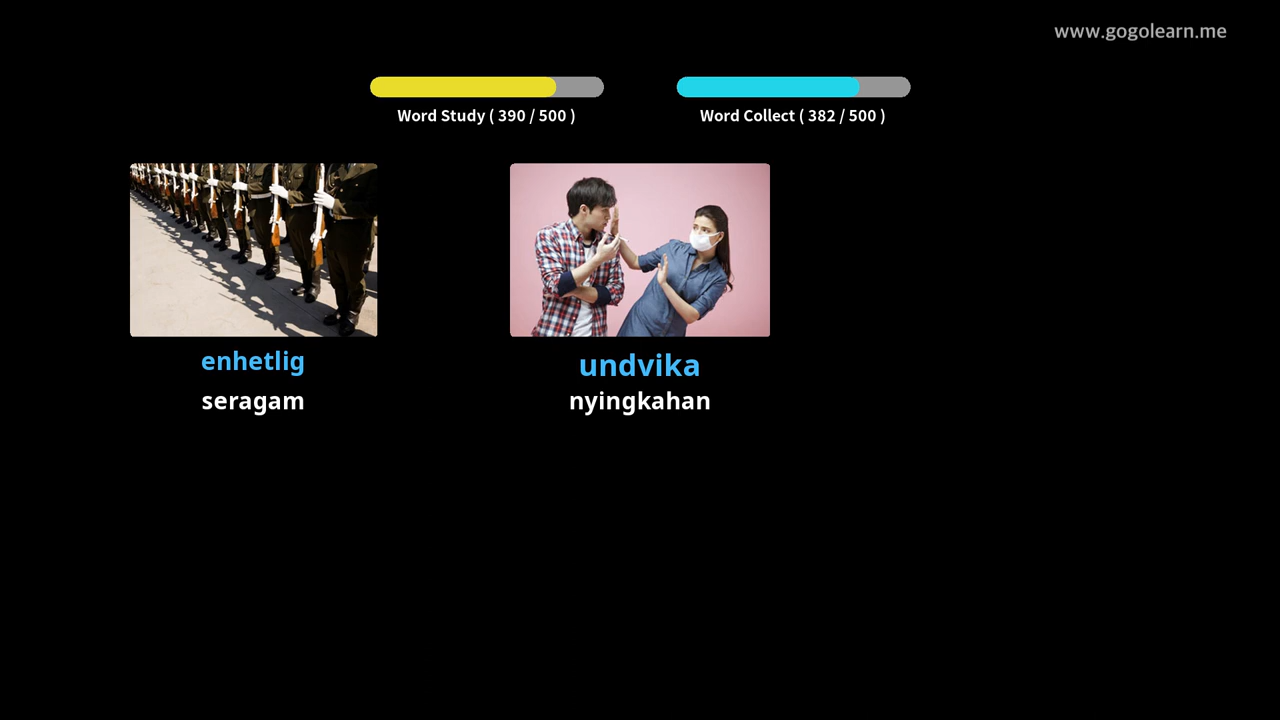 www.gogolearn.me
Word Study ( 390 / 500 )
Word Collect ( 382 / 500 )
enhetlig
seragam
undvika
nyingkahan